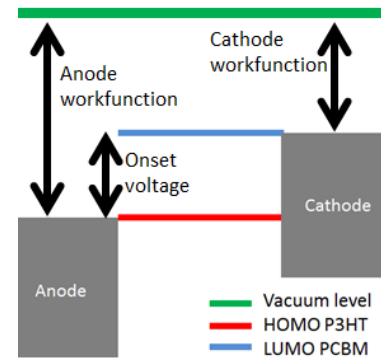 Cathode
workfunction
Anode
workfunction
Onset
voltage
Cathode
Anode
Vacuum level
HOMO P3HT
LUMO PCBM